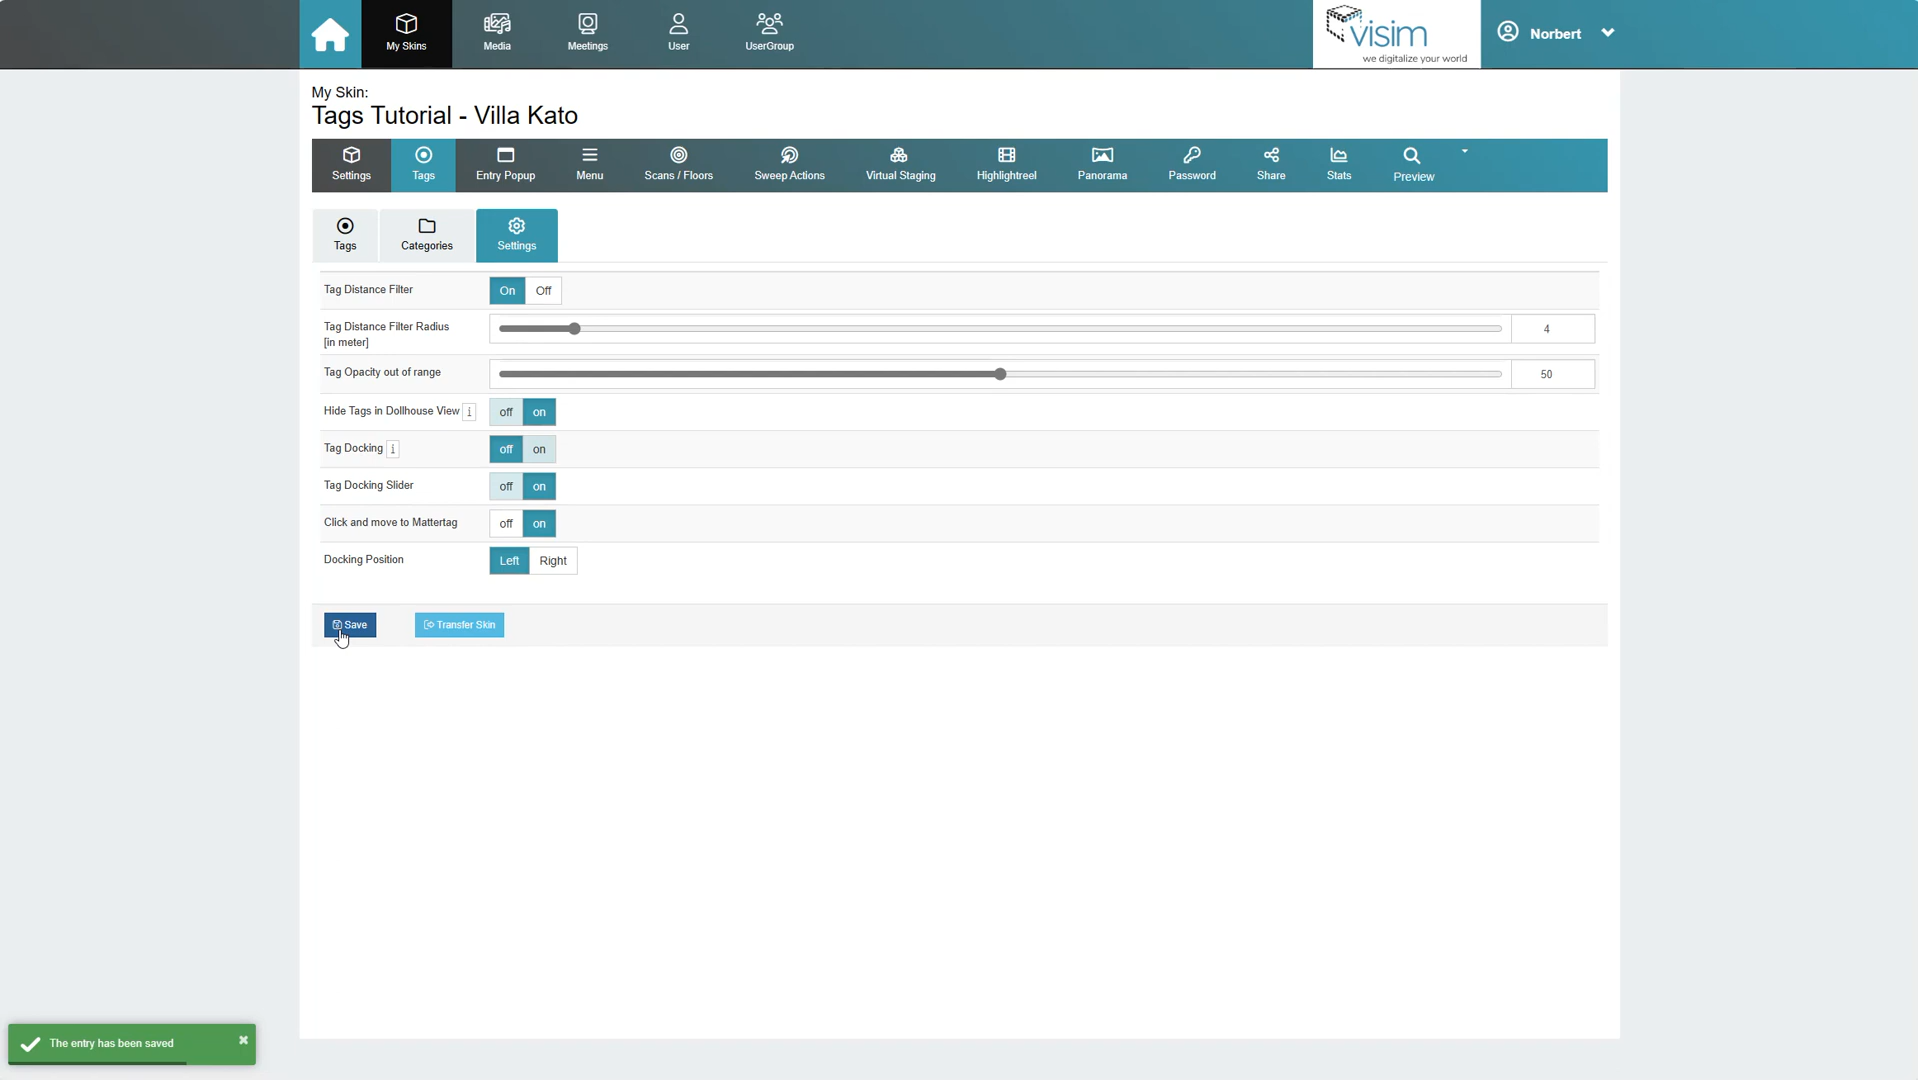 My Skins
Media
Meetings
User
UserGroup
visim
we digitalize your world
Norbert
My Skin:
Tags Tutorial - Villa Kato
Settings
Tags
Entry Popup
Menu
Scans / Floors
Sweep Actions
Virtual Staging
Highlightreel
Panorama
Password
Share
Stats
Preview
Tags
Categories
Settings
Tag Distance Filter
On Off
Tag Distance Filter Radius
[in meter]
4
Tag Opacity out of range
50
Hide Tags in Dollhouse View i
off on
Tag Docking i
off on
Tag Docking Slider
off on
Click and move to Mattertag
off on
Docking Position
Left Right
Save
Transfer Skin
The entry has been saved